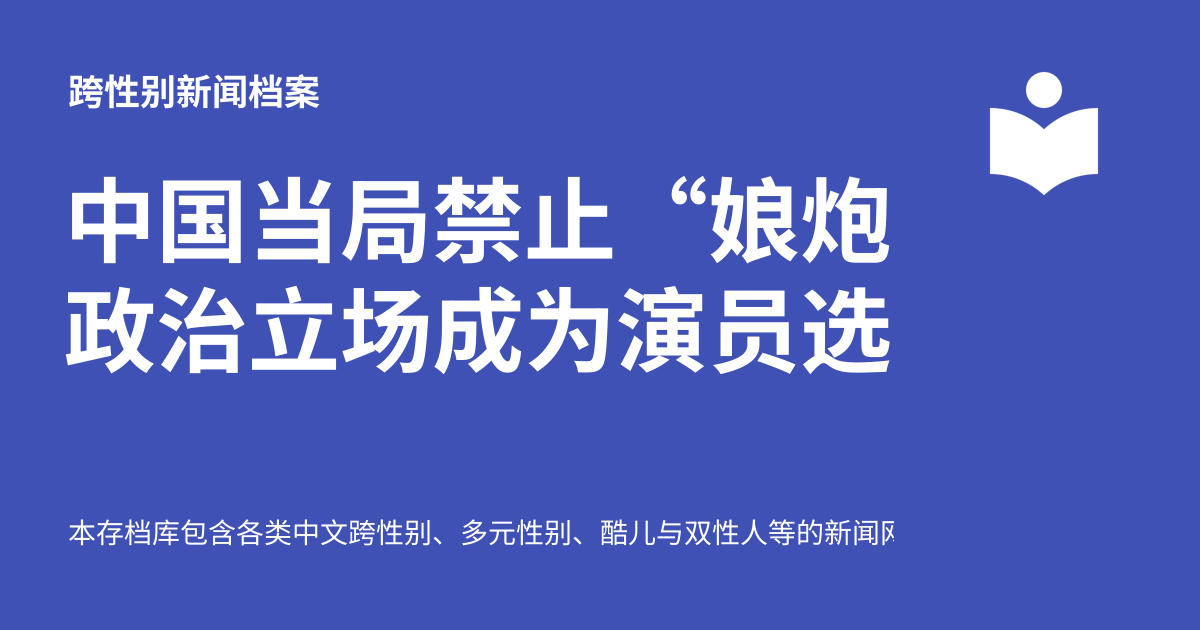 跨性别新闻档案
中国当局禁止“娘炮
政治立场成为演员选
本存档库包含各类中文跨性别、多元性别、酷儿与双性人等的新闻